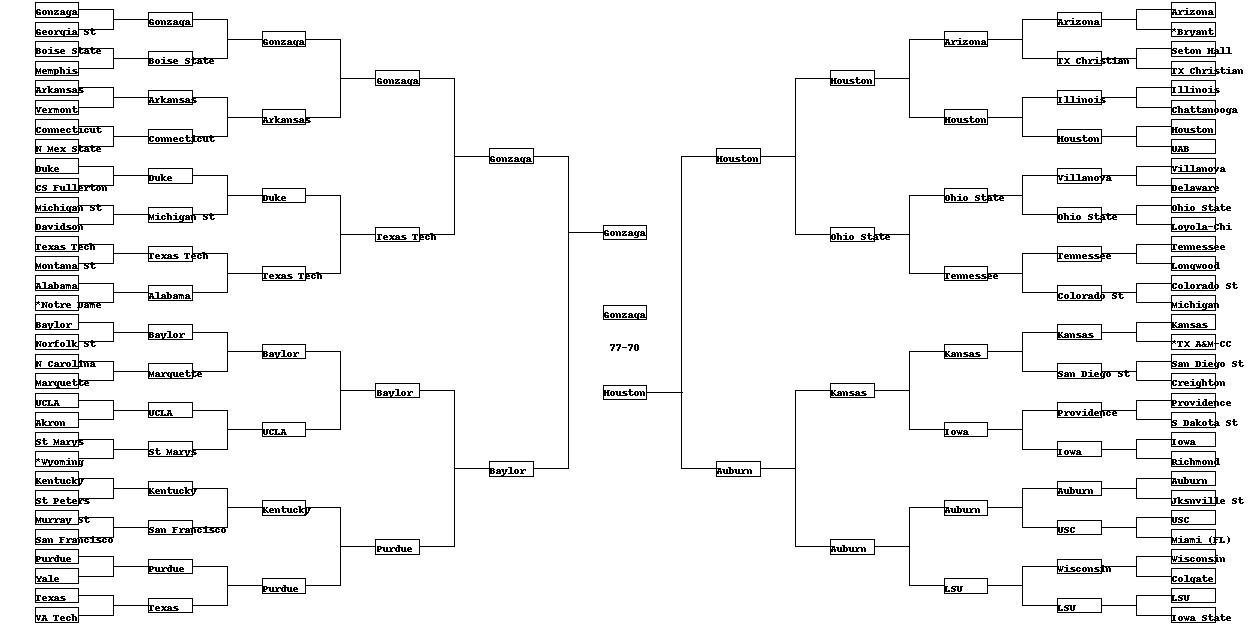 Gonzaga
Georgia St
Boise State
Memphis
Arkansas
Vermont
Connecticut
N Mex State
Duke
CS Fullerton
Michigan St
Davidson
Texas Tech
Montana St
Alabama
*Notre Dame
Baylor
Norfolk St
N Carolina
Marquette
UCLA
Akron
St Marys
*Wyoming
Kentucky
St Peters
Murray St
San Francisco
Purdue
Yale
Texas
VA Tech
Gonzaga
Boise State
Arkansas
Connecticut
Duke
Michigan St
Texas Tech
Alabama
Baylor
Marquette
UCLA
St Marys
Kentucky
San Francisco
Purdue
Texas
Gonzaga
Arkansas
Duke
Texas Tech
Baylor
UCLA
Kentucky
Purdue
Gonzaga
Texas Tech
Baylor
Purdue
Gonzaga
Baylor
Gonzaga
Gonzaga
77-70
Houston
Houston
Auburn
Houston
Ohio State
Kansas
Auburn
Arizona
Houston
Ohio State
Tennessee
Kansas
Iowa
Auburn
LSU
Arizona
TX Christian
Illinois
Houston
Villanova
Ohio State
Tennessee
Colorado St
Kansas
San Diego St
Providence
Iowa
Auburn
USC
Wisconsin
LSU
Arizona
*Bryant
Seton Hall
TX Christian
Illinois
Chattanooga
Houston
UAB
Villanova
Delaware
Ohio State
Loyola-Chi
Tennessee
Longwood
Colorado St
Michigan
Kansas
*TX A&M-CC
San Diego St
Creighton
Providence
S Dakota St
Iowa
Richmond
Auburn
Jksnville St
USC
Miami (FL)
Wisconsin
Colgate
LSU
Iowa State